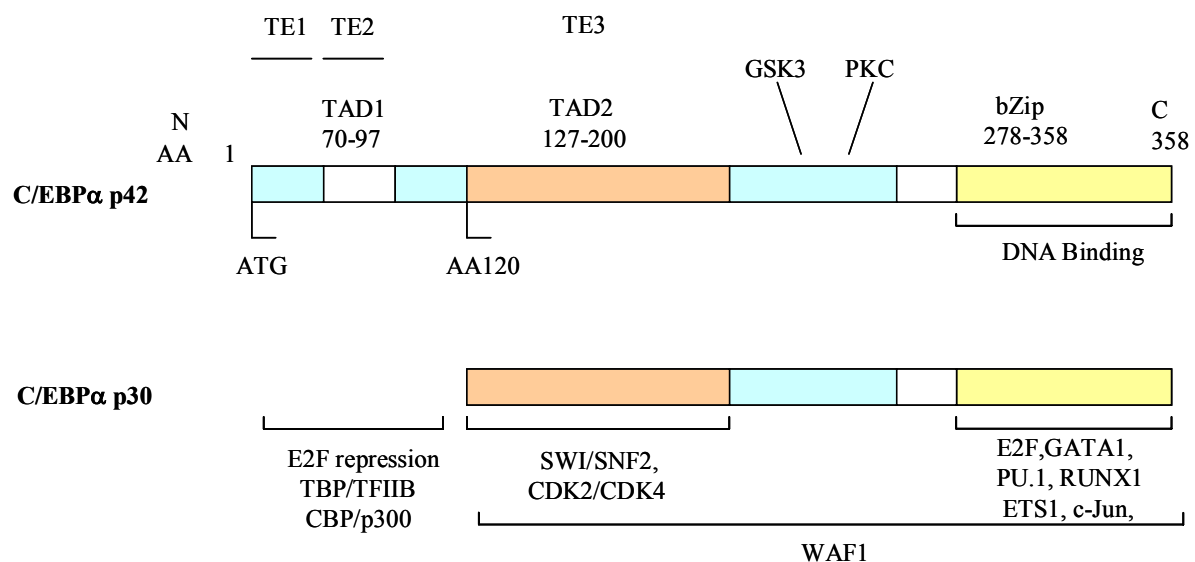 TE1 TE2 TE3
GSK3 PKC
N
AA 1
TAD1
70-97
TAD2
127-200
bZip
278-358
C
358
C/EBPα p42
ATG
AA120
DNA Binding
C/EBPα p30
E2F repression
TBP/TFIIB
CBP/p300
SWI/SNF2,
CDK2/CDK4
E2F,GATA1,
PU.1, RUNX1
ETS1, c-Jun,
WAF1